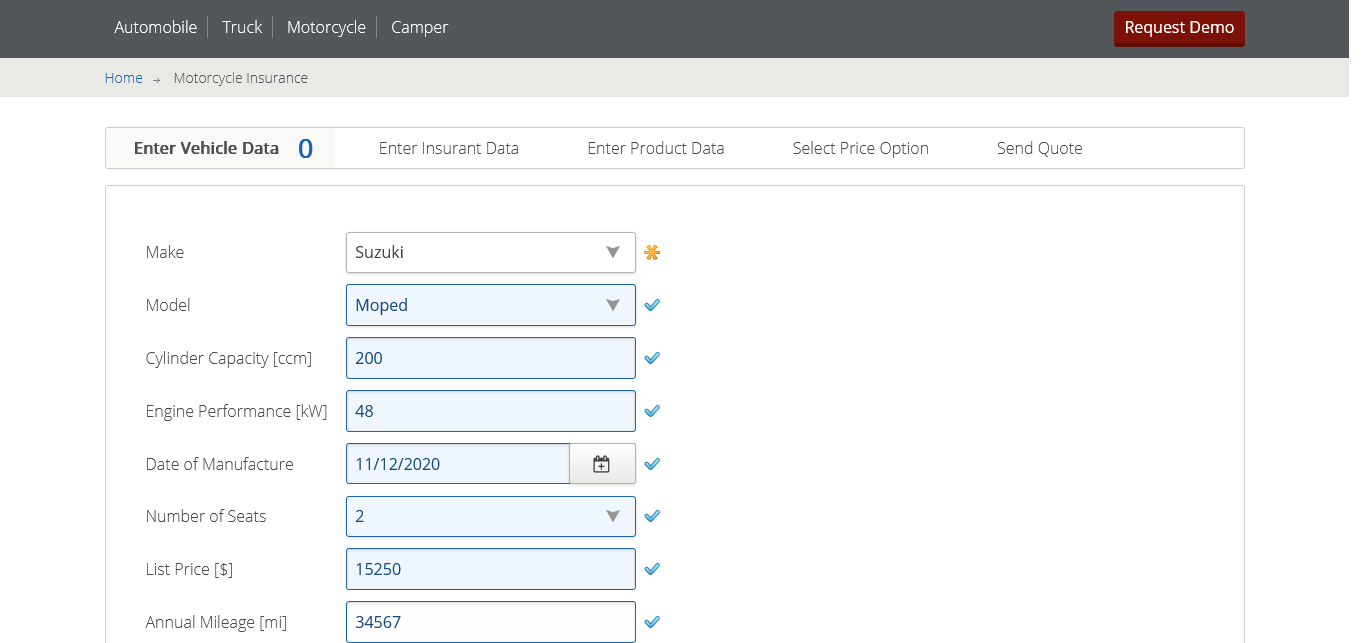 Automobile Truck Motorcycle Camper Request Demo
Home → Motorcycle Insurance
Enter Vehicle Data 0 Enter Insurant Data Enter Product Data Select Price Option Send Quote
Make Suzuki
Model Moped
Cylinder Capacity [ccm] 200
Engine Performance [kW] 48
Date of Manufacture 11/12/2020
Number of Seats 2
List Price [$] 15250
Annual Mileage [mi] 34567